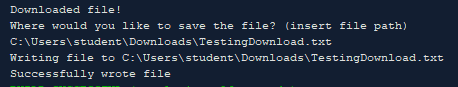 Downloaded file!
Where would you like to save the file? (insert file path)
C:\Users\student\Downloads\TestingDownload.txt
Writing file to C:\Users\student\Downloads\TestingDownload.txt
Successfully wrote file